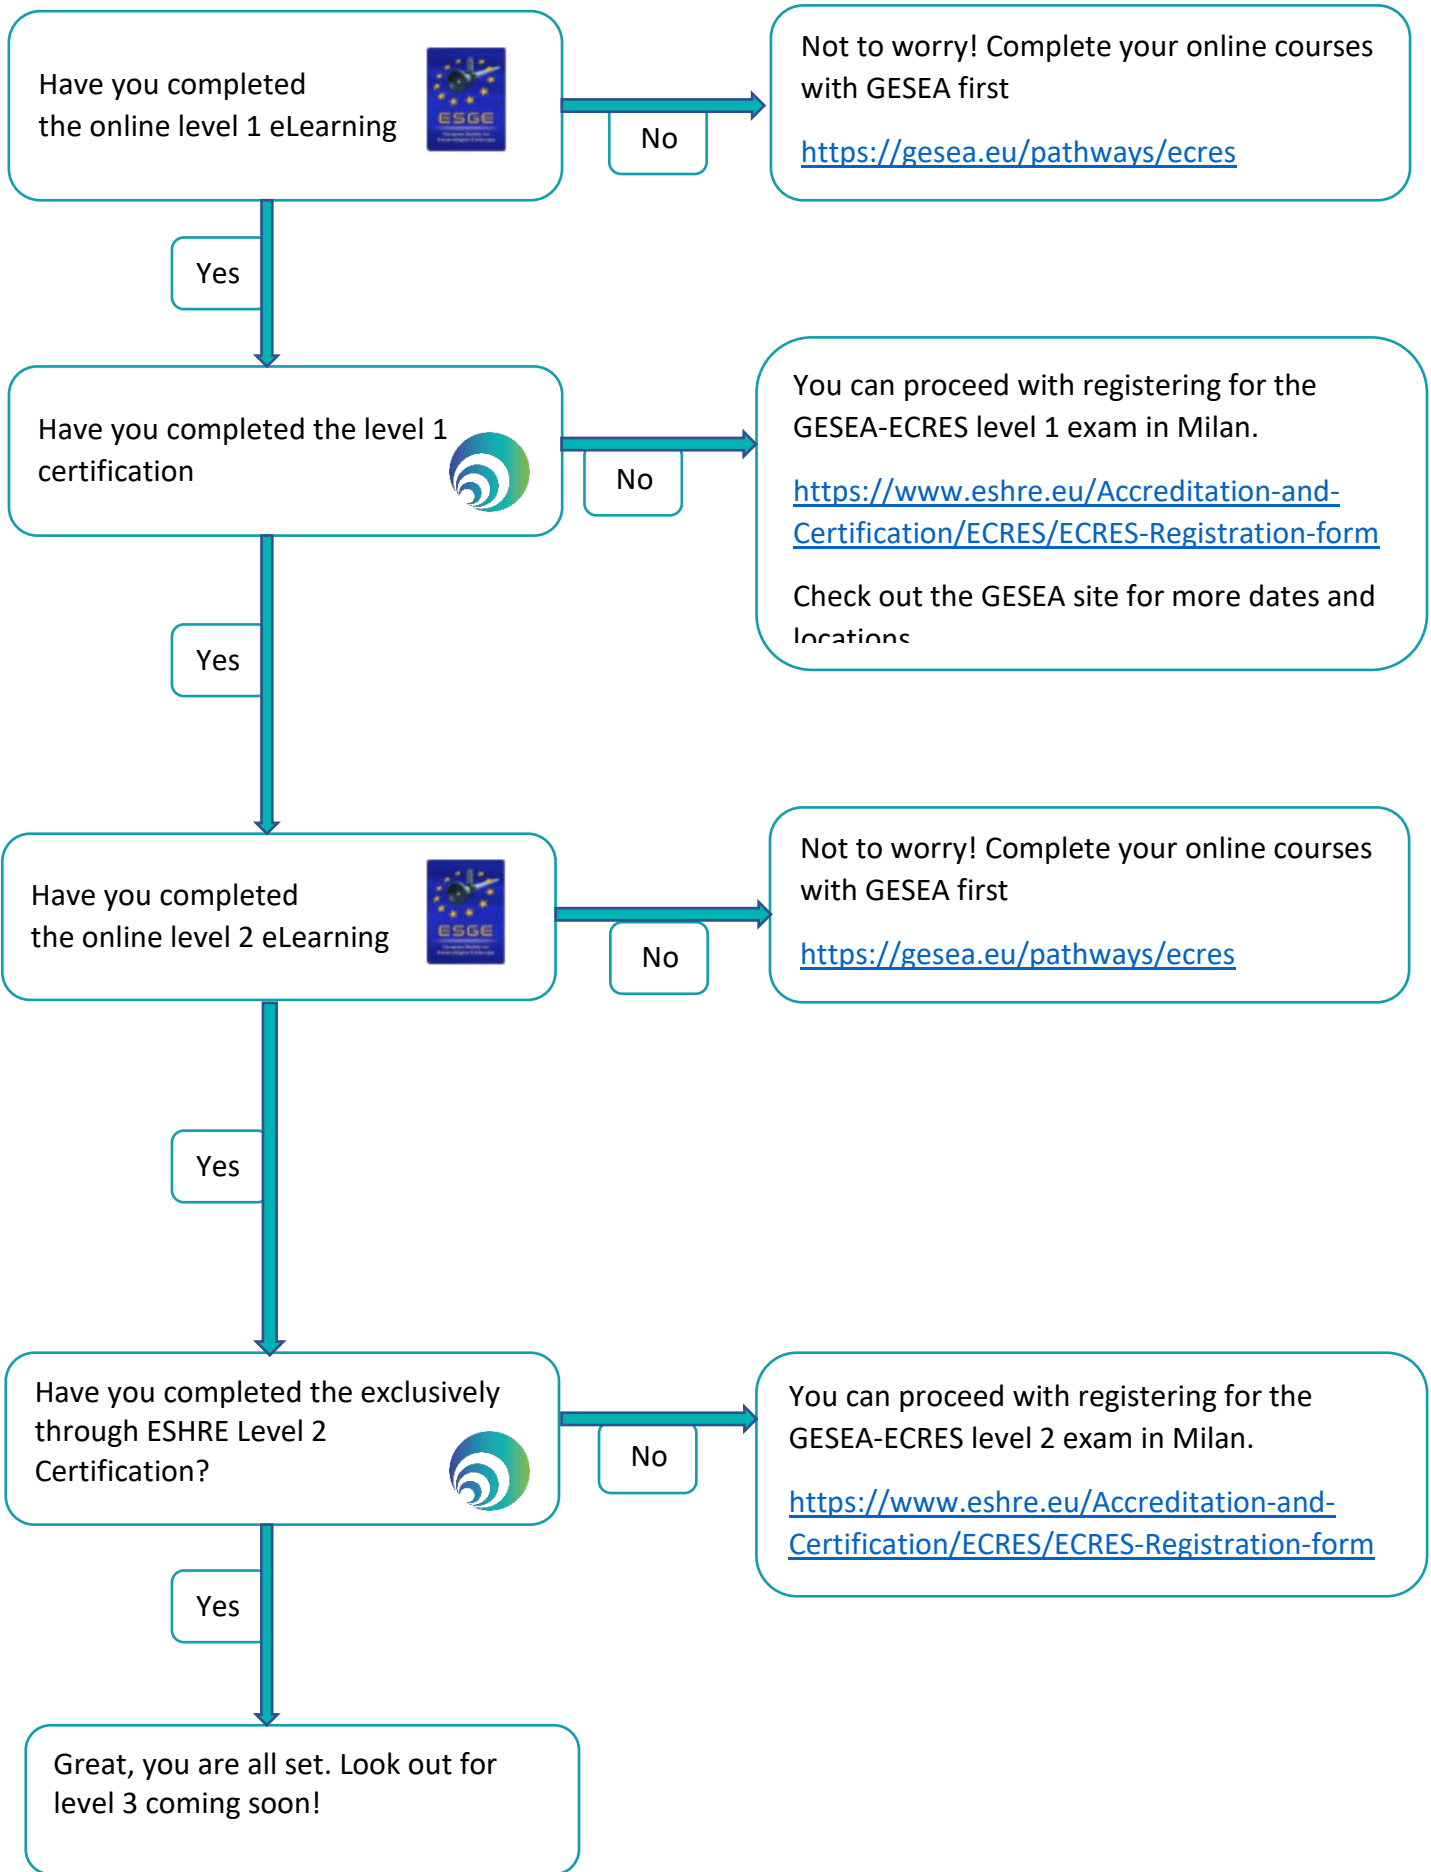 Have you completed
the online level 1 eLearning
ESGE
No
Not to worry! Complete your online courses
with GESEA first
https://gesea.eu/pathways/ecres
Yes
Have you completed the level 1
certification
No
You can proceed with registering for the
GESEA-ECRES level 1 exam in Milan.
https://www.eshre.eu/Accreditation-and-
Certification/ECRES/ECRES-Registration-form
Check out the GESEA site for more dates and
locations
Yes
Have you completed
the online level 2 eLearning
ESGE
No
Not to worry! Complete your online courses
with GESEA first
https://gesea.eu/pathways/ecres
Yes
Have you completed the exclusively
through ESHRE Level 2
Certification?
No
You can proceed with registering for the
GESEA-ECRES level 2 exam in Milan.
https://www.eshre.eu/Accreditation-and-
Certification/ECRES/ECRES-Registration-form
Yes
Great, you are all set. Look out for
level 3 coming soon!